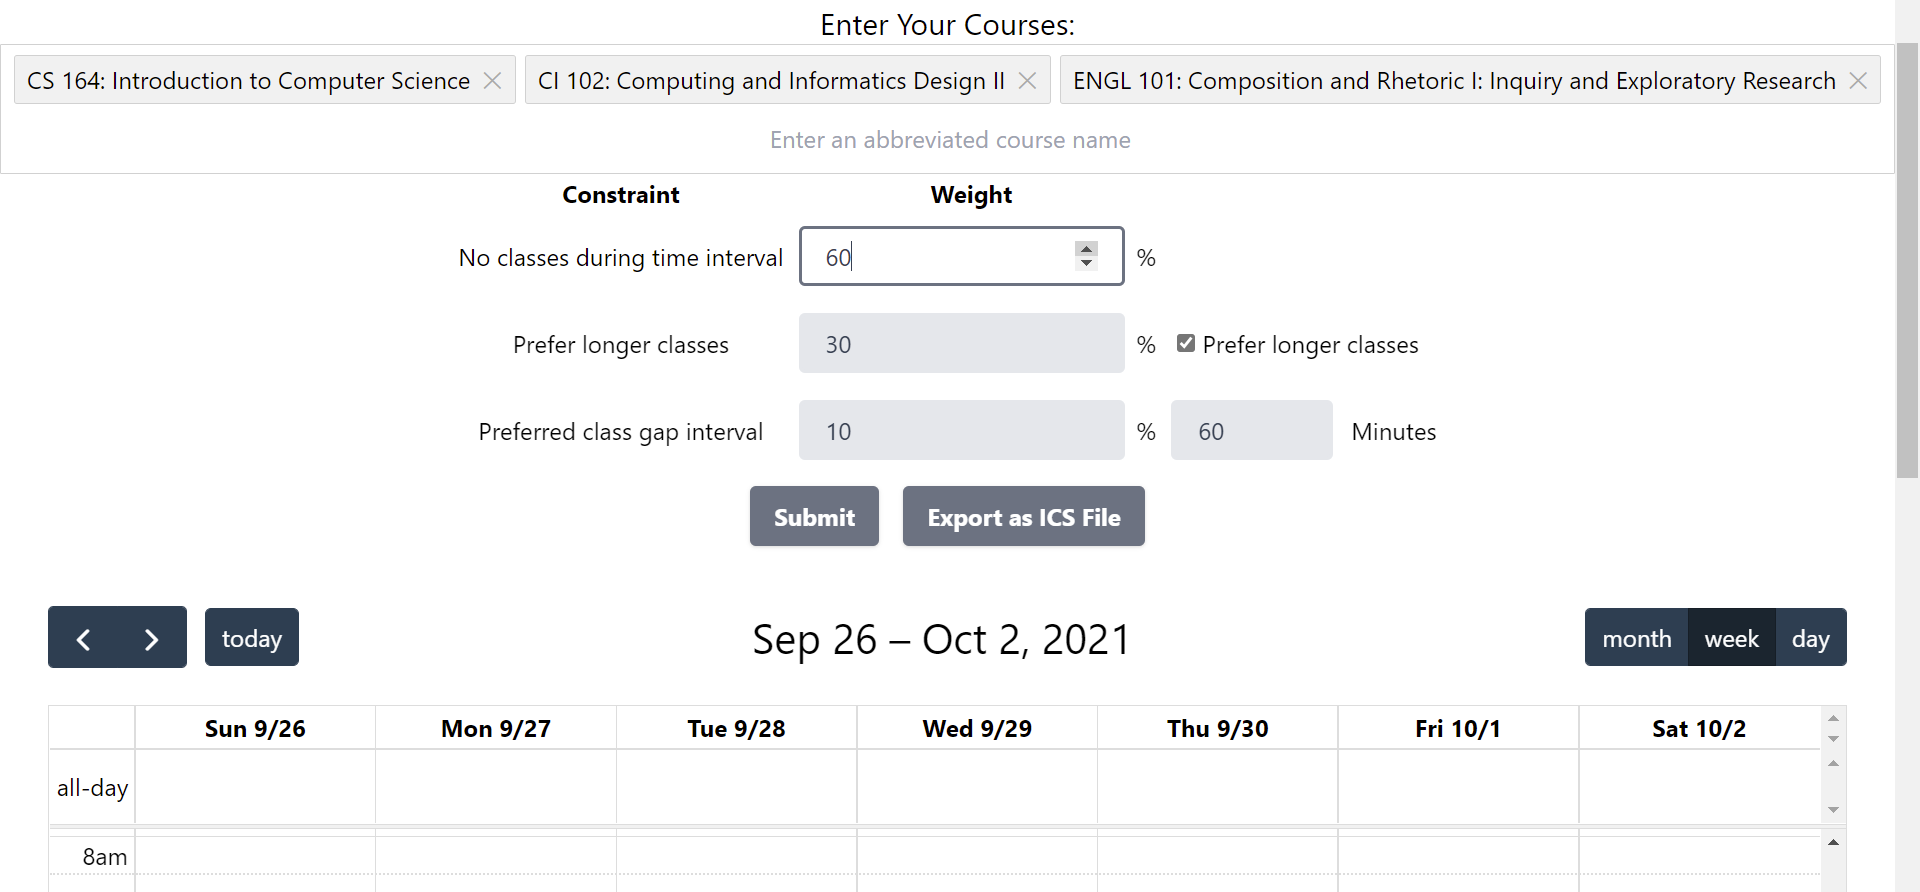 Enter Your Courses:
CS 164: Introduction to Computer Science CI 102: Computing and Informatics Design II ENGL 101: Composition and Rhetoric I: Inquiry and Exploratory Research
Enter an abbreviated course name
Constraint Weight
No classes during time interval 60 %
Prefer longer classes 30 % Prefer longer classes
Preferred class gap interval 10 % 60 Minutes
Submit Export as ICS File
today Sep 26 – Oct 2, 2021 month week day
Sun 9/26 Mon 9/27 Tue 9/28 Wed 9/29 Thu 9/30 Fri 10/1 Sat 10/2
all-day
8am